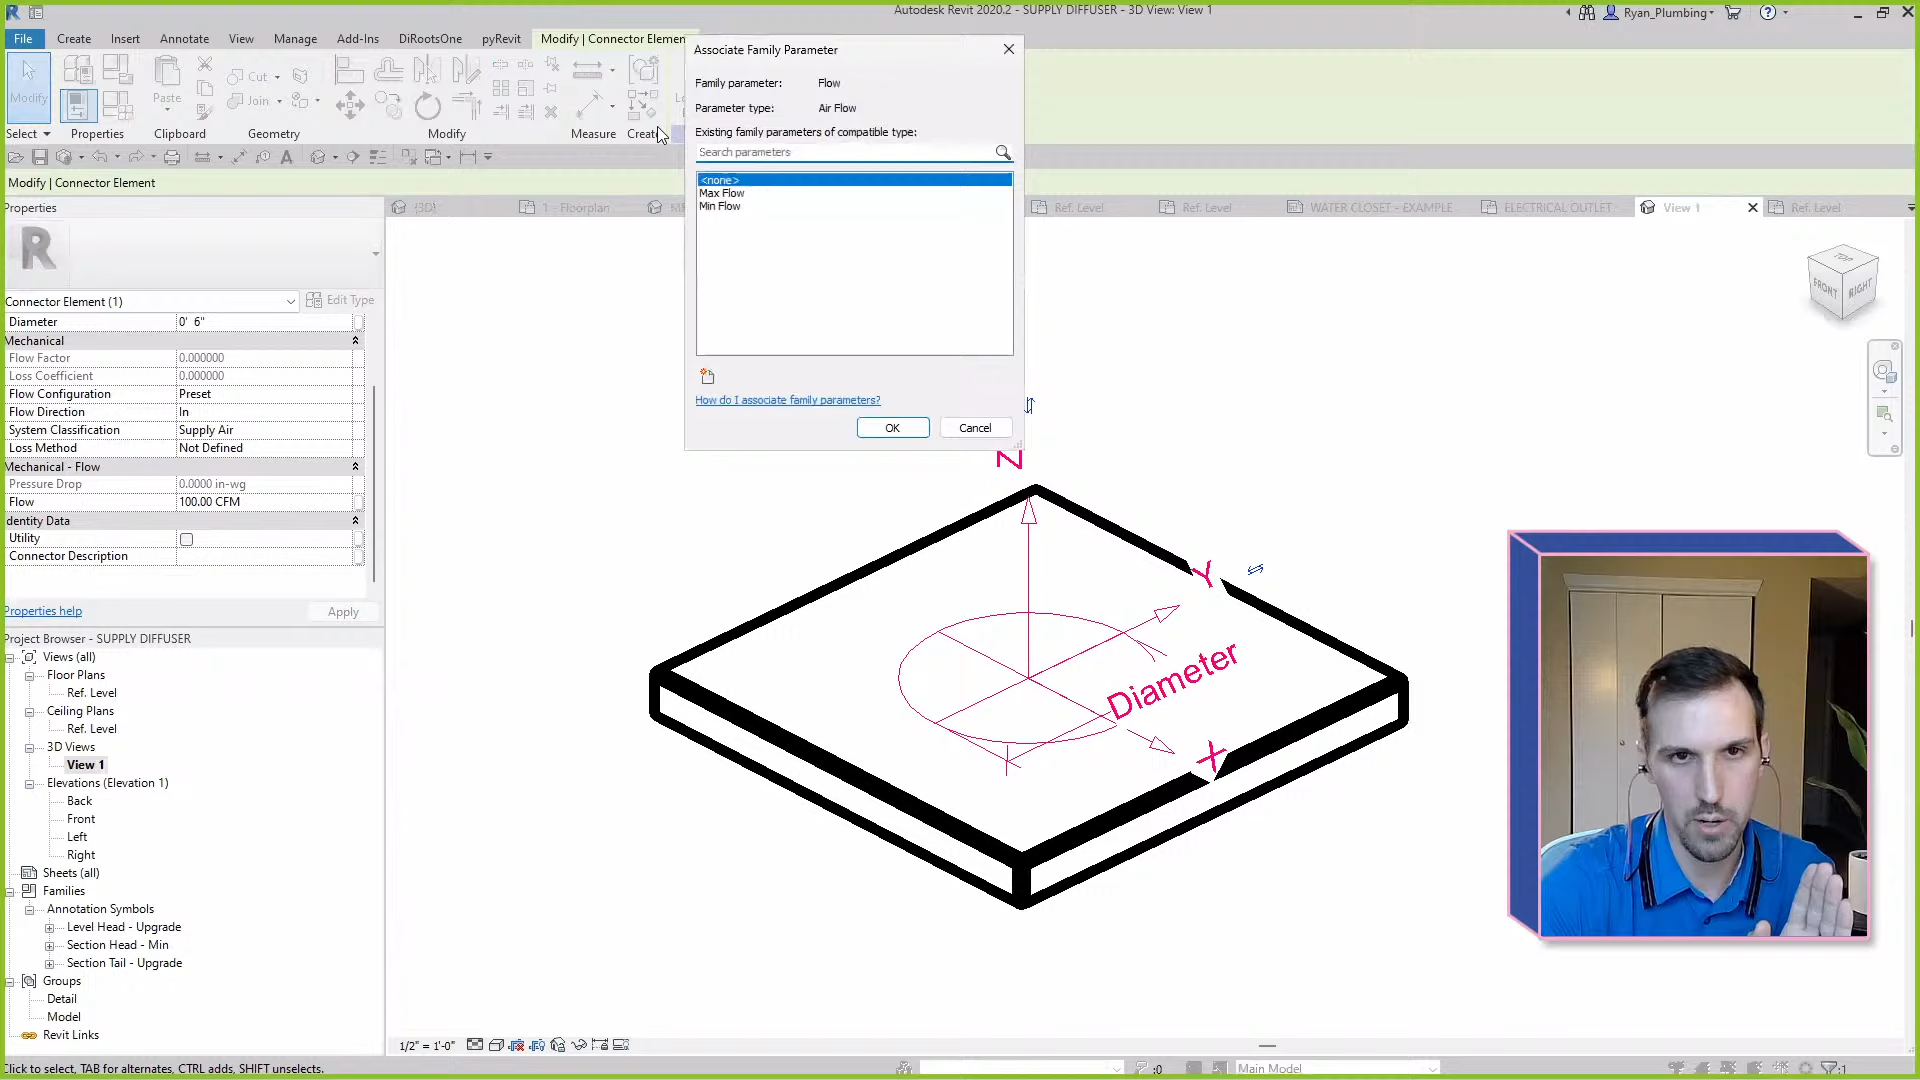 Autodesk Revit 2020.2 - SUPPLY DIFFUSER - 3D View: View 1
Ryan_Plumbing
File Create Insert Annotate View Manage Add-Ins DiRootsOne pyRevit Modify | Connector Elemen
Modify
Paste
Cut
Join
Select Properties Clipboard Geometry Modify Measure Create
Modify | Connector Element
Properties
Connector Element (1)
Edit Type
Diameter 0' 6"
Mechanical
Flow Factor 0.000000
Loss Coefficient 0.000000
Flow Configuration Preset
Flow Direction In
System Classification Supply Air
Loss Method Not Defined
Mechanical - Flow
Pressure Drop 0.0000 in-wg
Flow 100.00 CFM
dentity Data
Utility
Connector Description
Properties help
Apply
Project Browser - SUPPLY DIFFUSER
Views (all)
Floor Plans
Ref. Level
Ceiling Plans
Ref. Level
3D Views
View 1
Elevations (Elevation 1)
Back
Front
Left
Right
Sheets (all)
Families
Annotation Symbols
Level Head - Upgrade
Section Head - Min
Section Tail - Upgrade
Groups
Detail
Model
Revit Links
Associate Family Parameter
Family parameter: Flow
Parameter type: Air Flow
Existing family parameters of compatible type:
Search parameters
<none>
Max Flow
Min Flow
How do I associate family parameters?
OK Cancel
{3D} 1 - Floorplan Ref. Level Ref. Level WATER CLOSET - EXAMPLE ELECTRICAL OUTLET View 1 Ref. Level
TOP
FRONT RIGHT
Z
Y
Diameter
X
1/2" = 1'-0"
Click to select, TAB for alternates, CTRL adds, SHIFT unselects.
:0
Main Model
:1